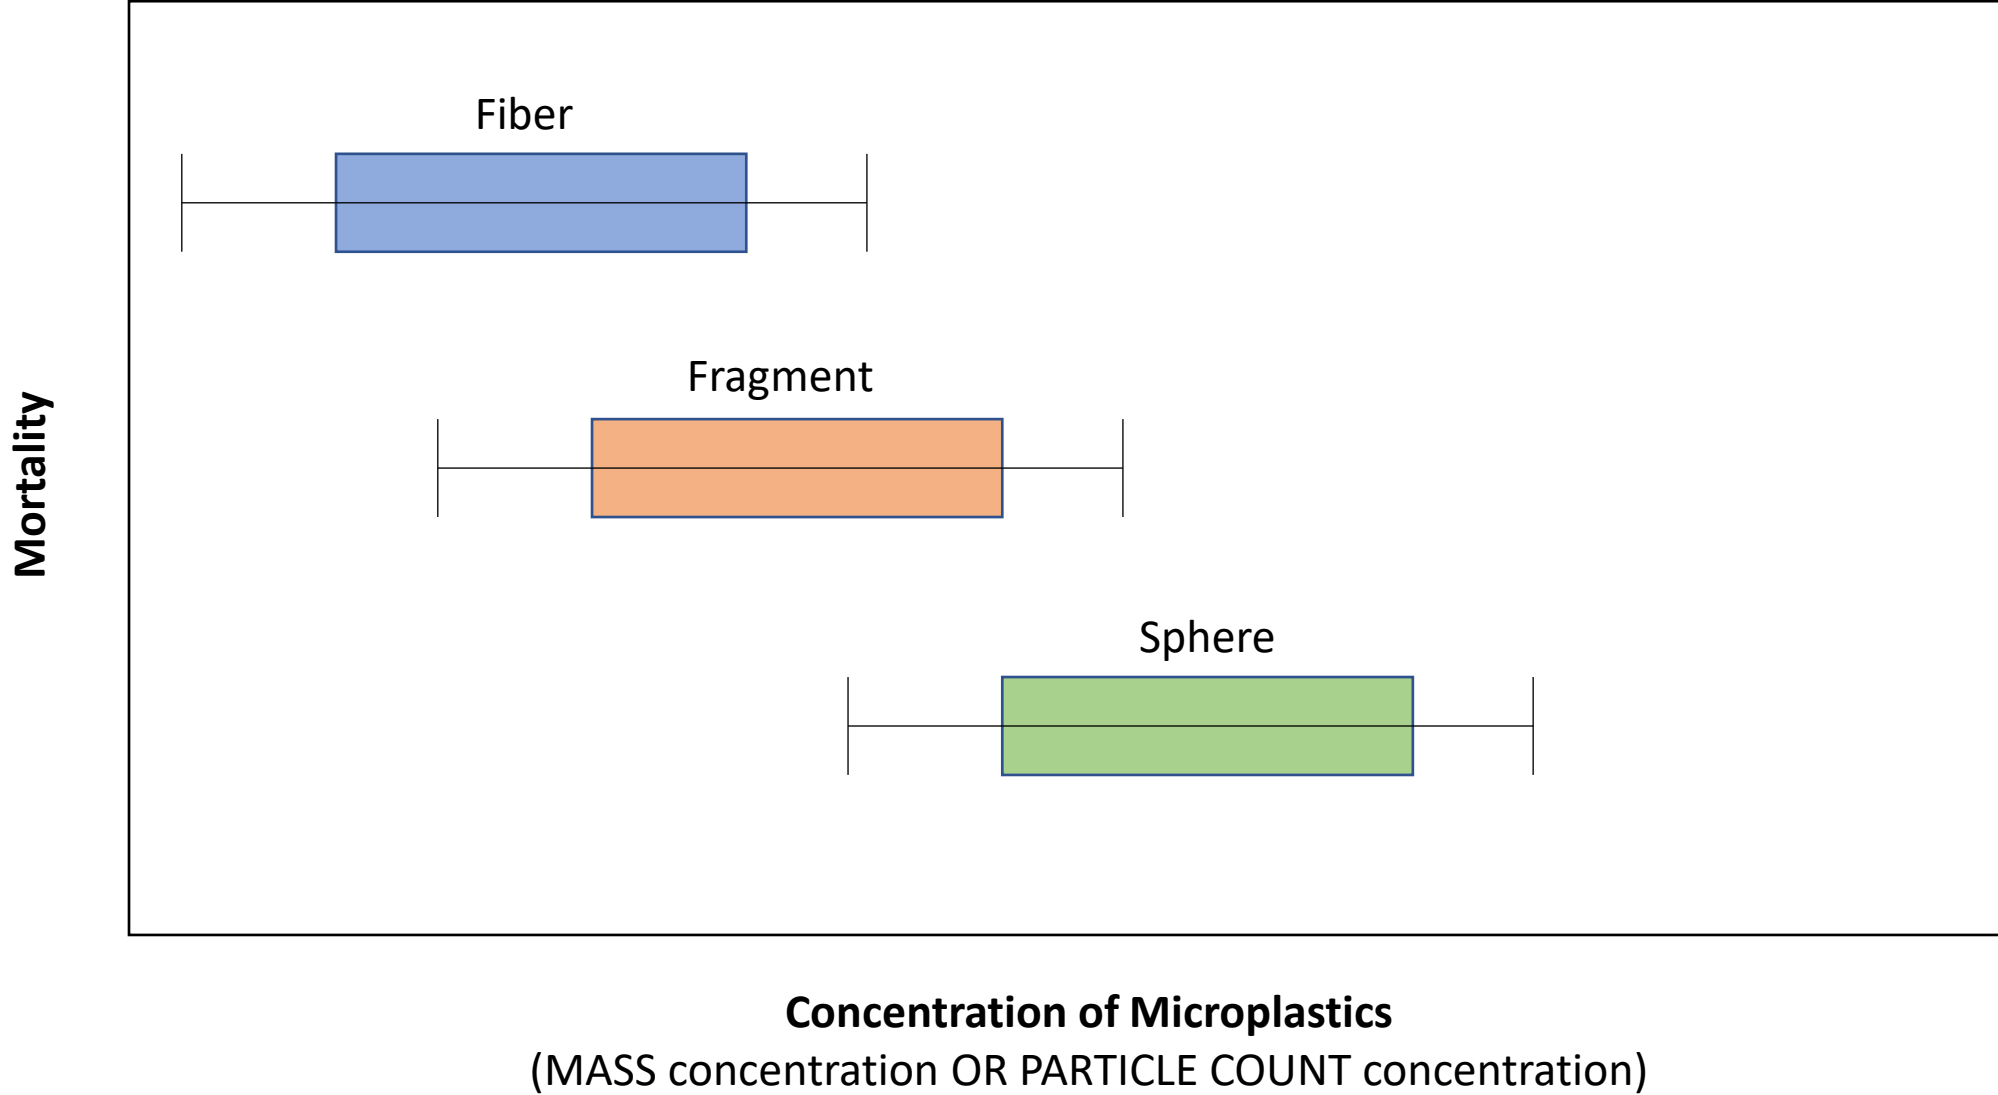 Fiber
Fragment
Mortality
Sphere
Concentration of Microplastics
(MASS concentration OR PARTICLE COUNT concentration)